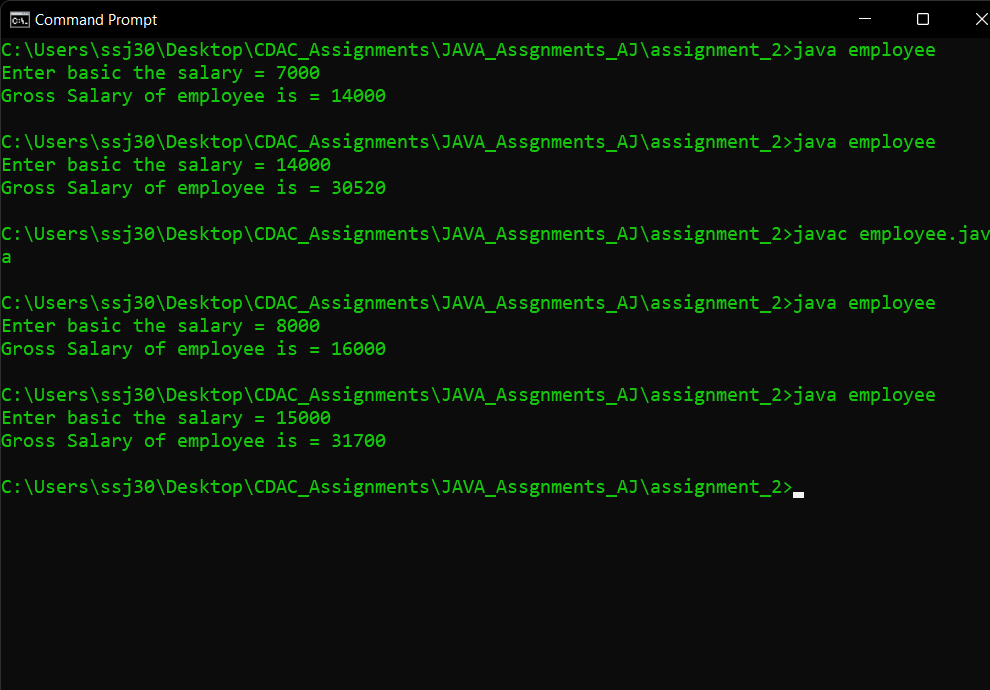 Command Prompt
C:\Users\ssj30\Desktop\CDAC_Assignments\JAVA_Assgnments_AJ\assignment_2>java employee
Enter basic the salary = 7000
Gross Salary of employee is = 14000
C:\Users\ssj30\Desktop\CDAC_Assignments\JAVA_Assgnments_AJ\assignment_2>java employee
Enter basic the salary = 14000
Gross Salary of employee is = 30520
C:\Users\ssj30\Desktop\CDAC_Assignments\JAVA_Assgnments_AJ\assignment_2>javac employee.jav
a
C:\Users\ssj30\Desktop\CDAC_Assignments\JAVA_Assgnments_AJ\assignment_2>java employee
Enter basic the salary = 8000
Gross Salary of employee is = 16000
C:\Users\ssj30\Desktop\CDAC_Assignments\JAVA_Assgnments_AJ\assignment_2>java employee
Enter basic the salary = 15000
Gross Salary of employee is = 31700
C:\Users\ssj30\Desktop\CDAC_Assignments\JAVA_Assgnments_AJ\assignment_2>